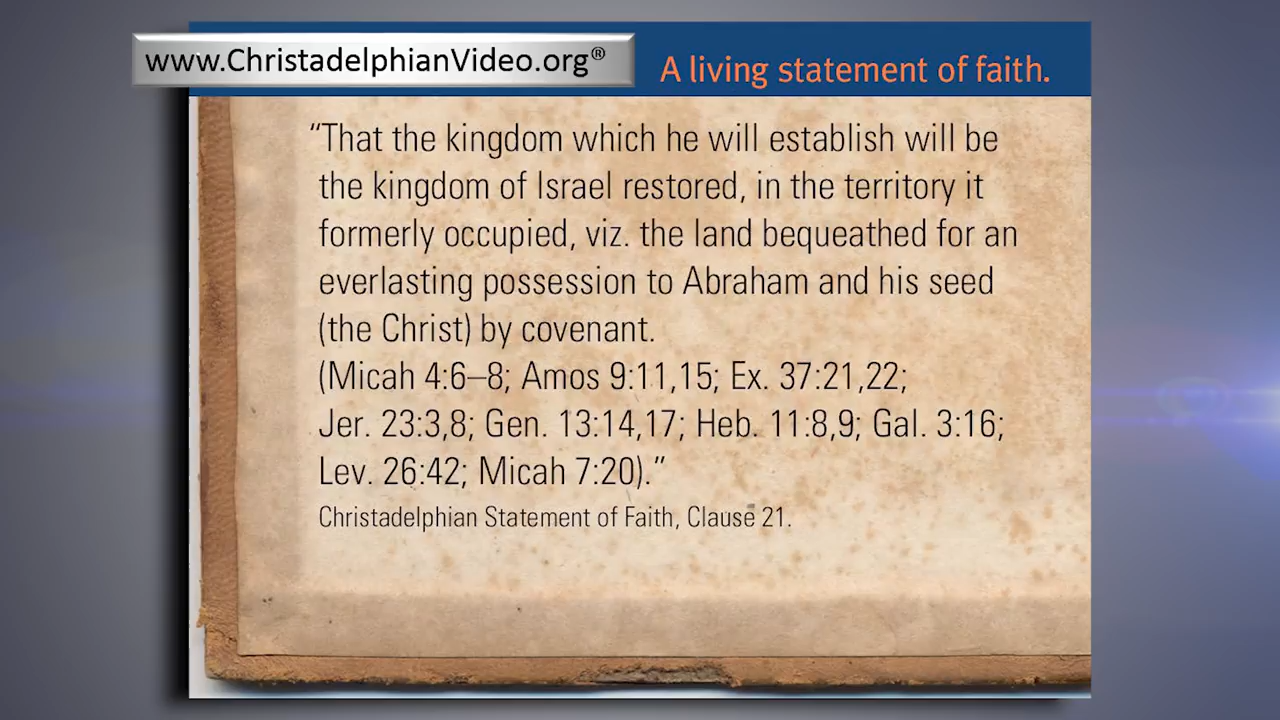 www.ChristadelphianVideo.org®
A living statement of faith.
“That the kingdom which he will establish will be
the kingdom of Israel restored, in the territory it
formerly occupied, viz. the land bequeathed for an
everlasting possession to Abraham and his seed
(the Christ) by covenant.
(Micah 4:6–8; Amos 9:11,15; Ex. 37:21,22;
Jer. 23:3,8; Gen. 13:14,17; Heb. 11:8,9; Gal. 3:16;
Lev. 26:42; Micah 7:20).”
Christadelphian Statement of Faith, Clause 21.